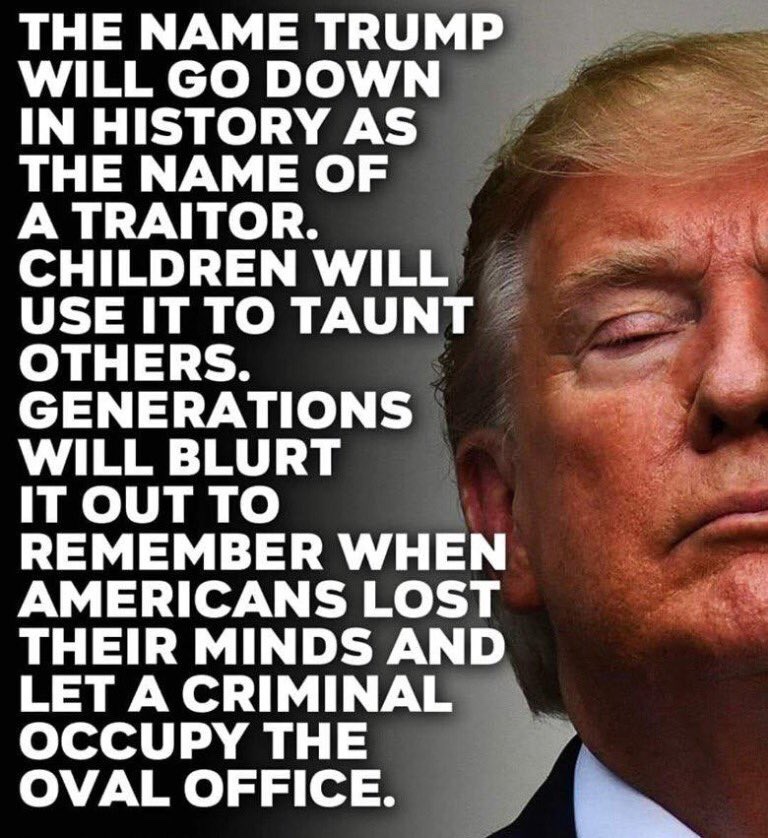 THE NAME TRUMP
WILL GO DOWN
IN HISTORY AS
THE NAME OF
A TRAITOR.
CHILDREN WILL
USE IT TO TAUNT
OTHERS.
GENERATIONS
WILL BLURT
IT OUT TO
REMEMBER WHEN
AMERICANS LOST
THEIR MINDS AND
LET A CRIMINAL
OCCUPY THE
OVAL OFFICE.